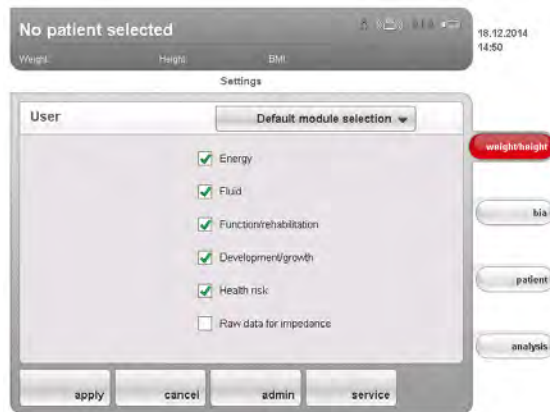 No patient selected
18.12.2014
14:50
Weight: Height: BMI:
Settings
User Default module selection
Energy
Fluid
Function/rehabilitation
Development/growth
Health risk
Raw data for impedance
weight/height
bia
patient
analysis
apply cancel admin service